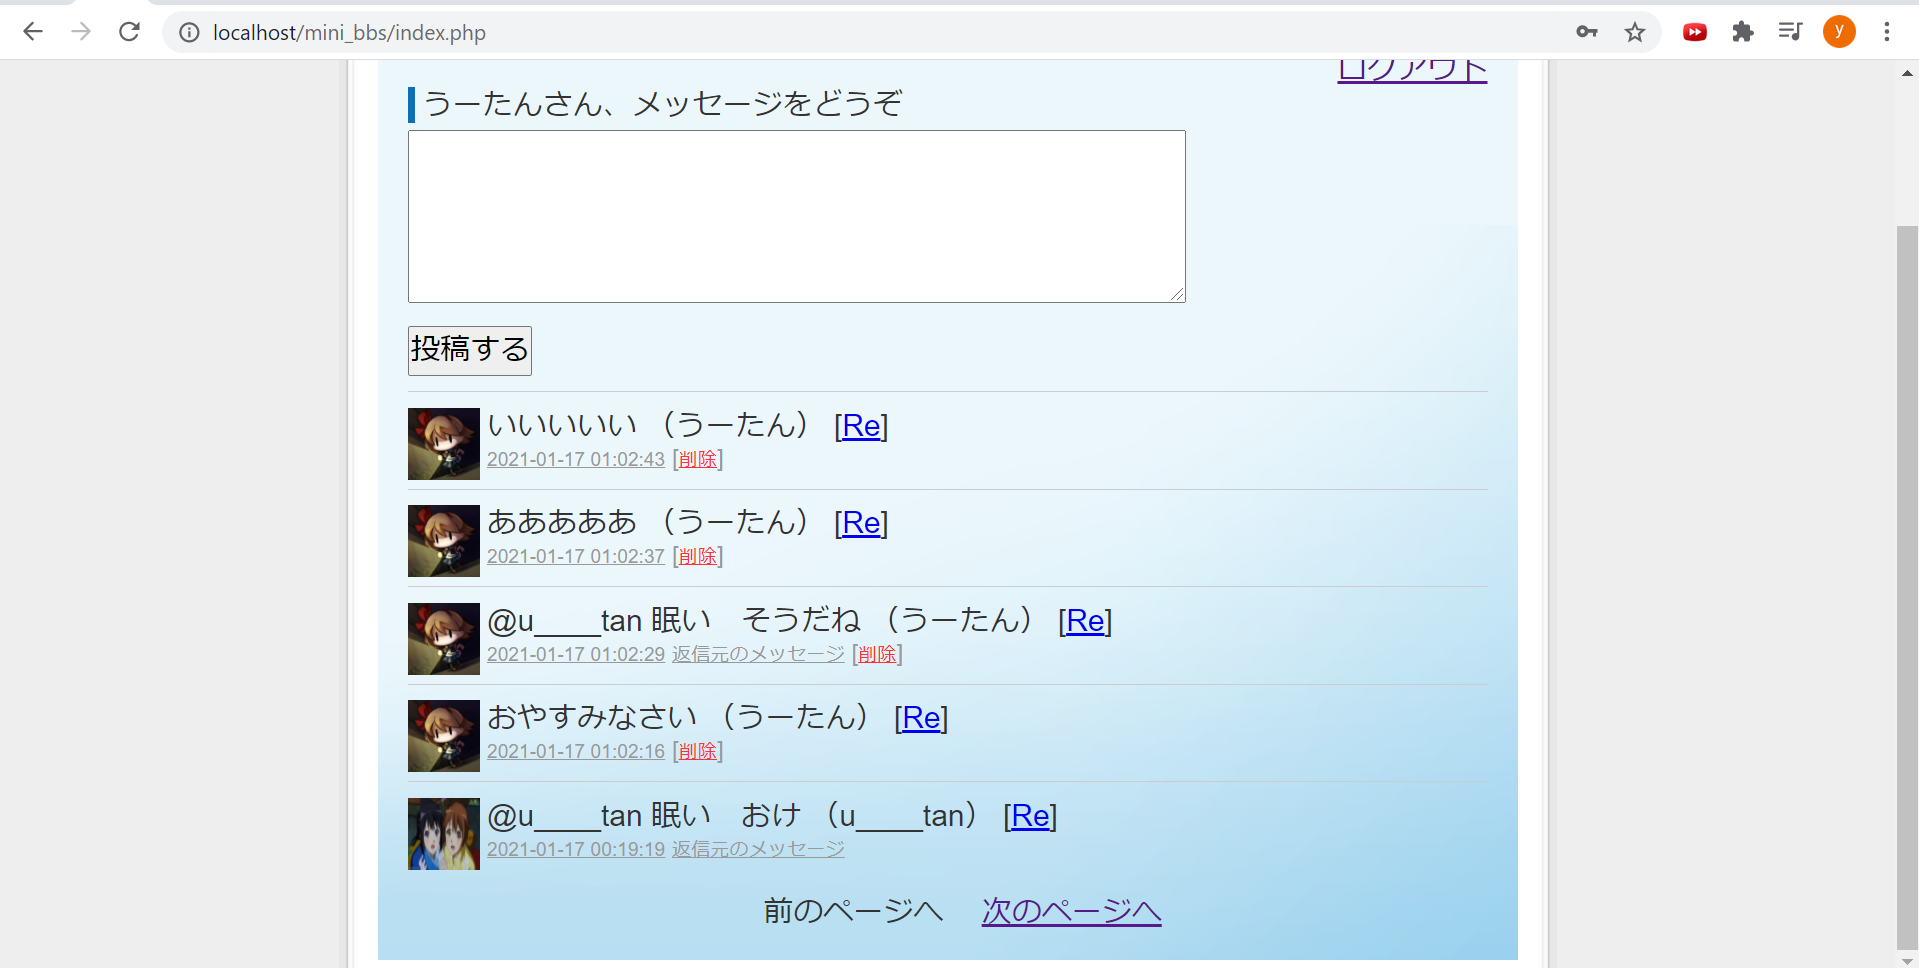 localhost/mini_bbs/index.php
y
ログアウト
うーたんさん、メッセージをどうぞ
投稿する
いいいいい （うーたん） [Re]
2021-01-17 01:02:43 [削除]
あああああ （うーたん） [Re]
2021-01-17 01:02:37 [削除]
@u____tan 眠い　そうだね （うーたん） [Re]
2021-01-17 01:02:29 返信元のメッセージ [削除]
おやすみなさい （うーたん） [Re]
2021-01-17 01:02:16 [削除]
@u____tan 眠い　おけ （u____tan） [Re]
2021-01-17 00:19:19 返信元のメッセージ
前のページへ 次のページへ